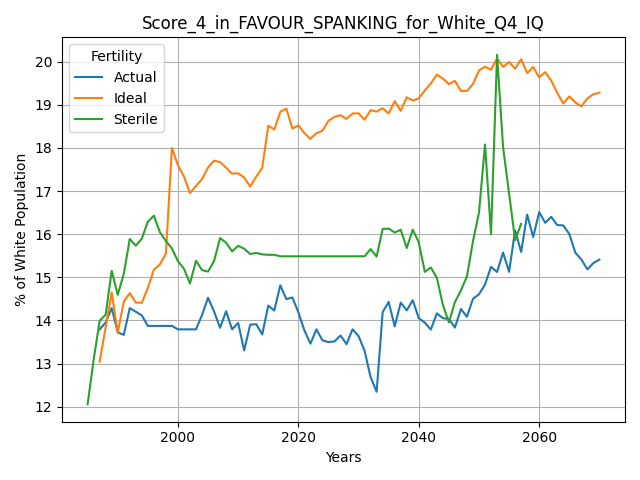 Score_4_in_FAVOUR_SPANKING_for_White_Q4_IQ
Fertility
Actual
Ideal
Sterile
% of White Population
20
19
18
17
16
15
14
13
12
2000
2020
2040
2060
Years